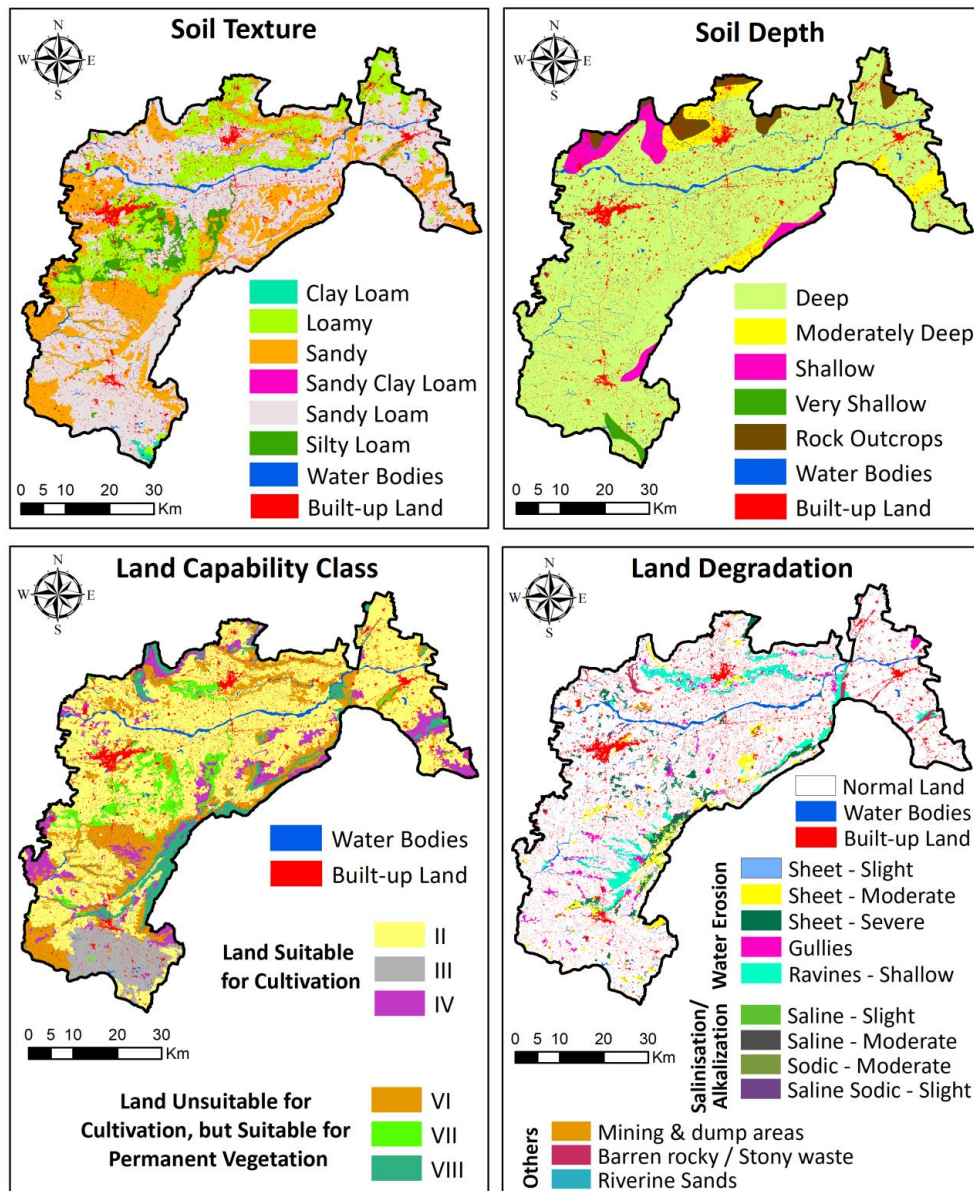 Soil Texture
N
W
E
S
Clay Loam
Loamy
Sandy
Sandy Clay Loam
Sandy Loam
Silty Loam
Water Bodies
Built-up Land
0 5 10 20 30
Km
Soil Depth
N
W
E
S
Deep
Moderately Deep
Shallow
Very Shallow
Rock Outcrops
Water Bodies
Built-up Land
0 5 10 20 30
Km
Land Capability Class
N
W
E
S
Water Bodies
Built-up Land
Land Suitable
for Cultivation
II
III
IV
0 5 10 20 30
Km
Land Unsuitable for
Cultivation, but Suitable for
Permanent Vegetation
VI
VII
VIII
Land Degradation
N
W
E
S
Normal Land
Water Bodies
Built-up Land
Water Erosion
Sheet - Slight
Sheet - Moderate
Sheet - Severe
Gullies
Ravines - Shallow
Salinisation/
Alkalization
Saline - Slight
Saline - Moderate
Sodic - Moderate
Saline Sodic - Slight
0 5 10 20 30
Km
Others
Mining & dump areas
Barren rocky / Stony waste
Riverine Sands